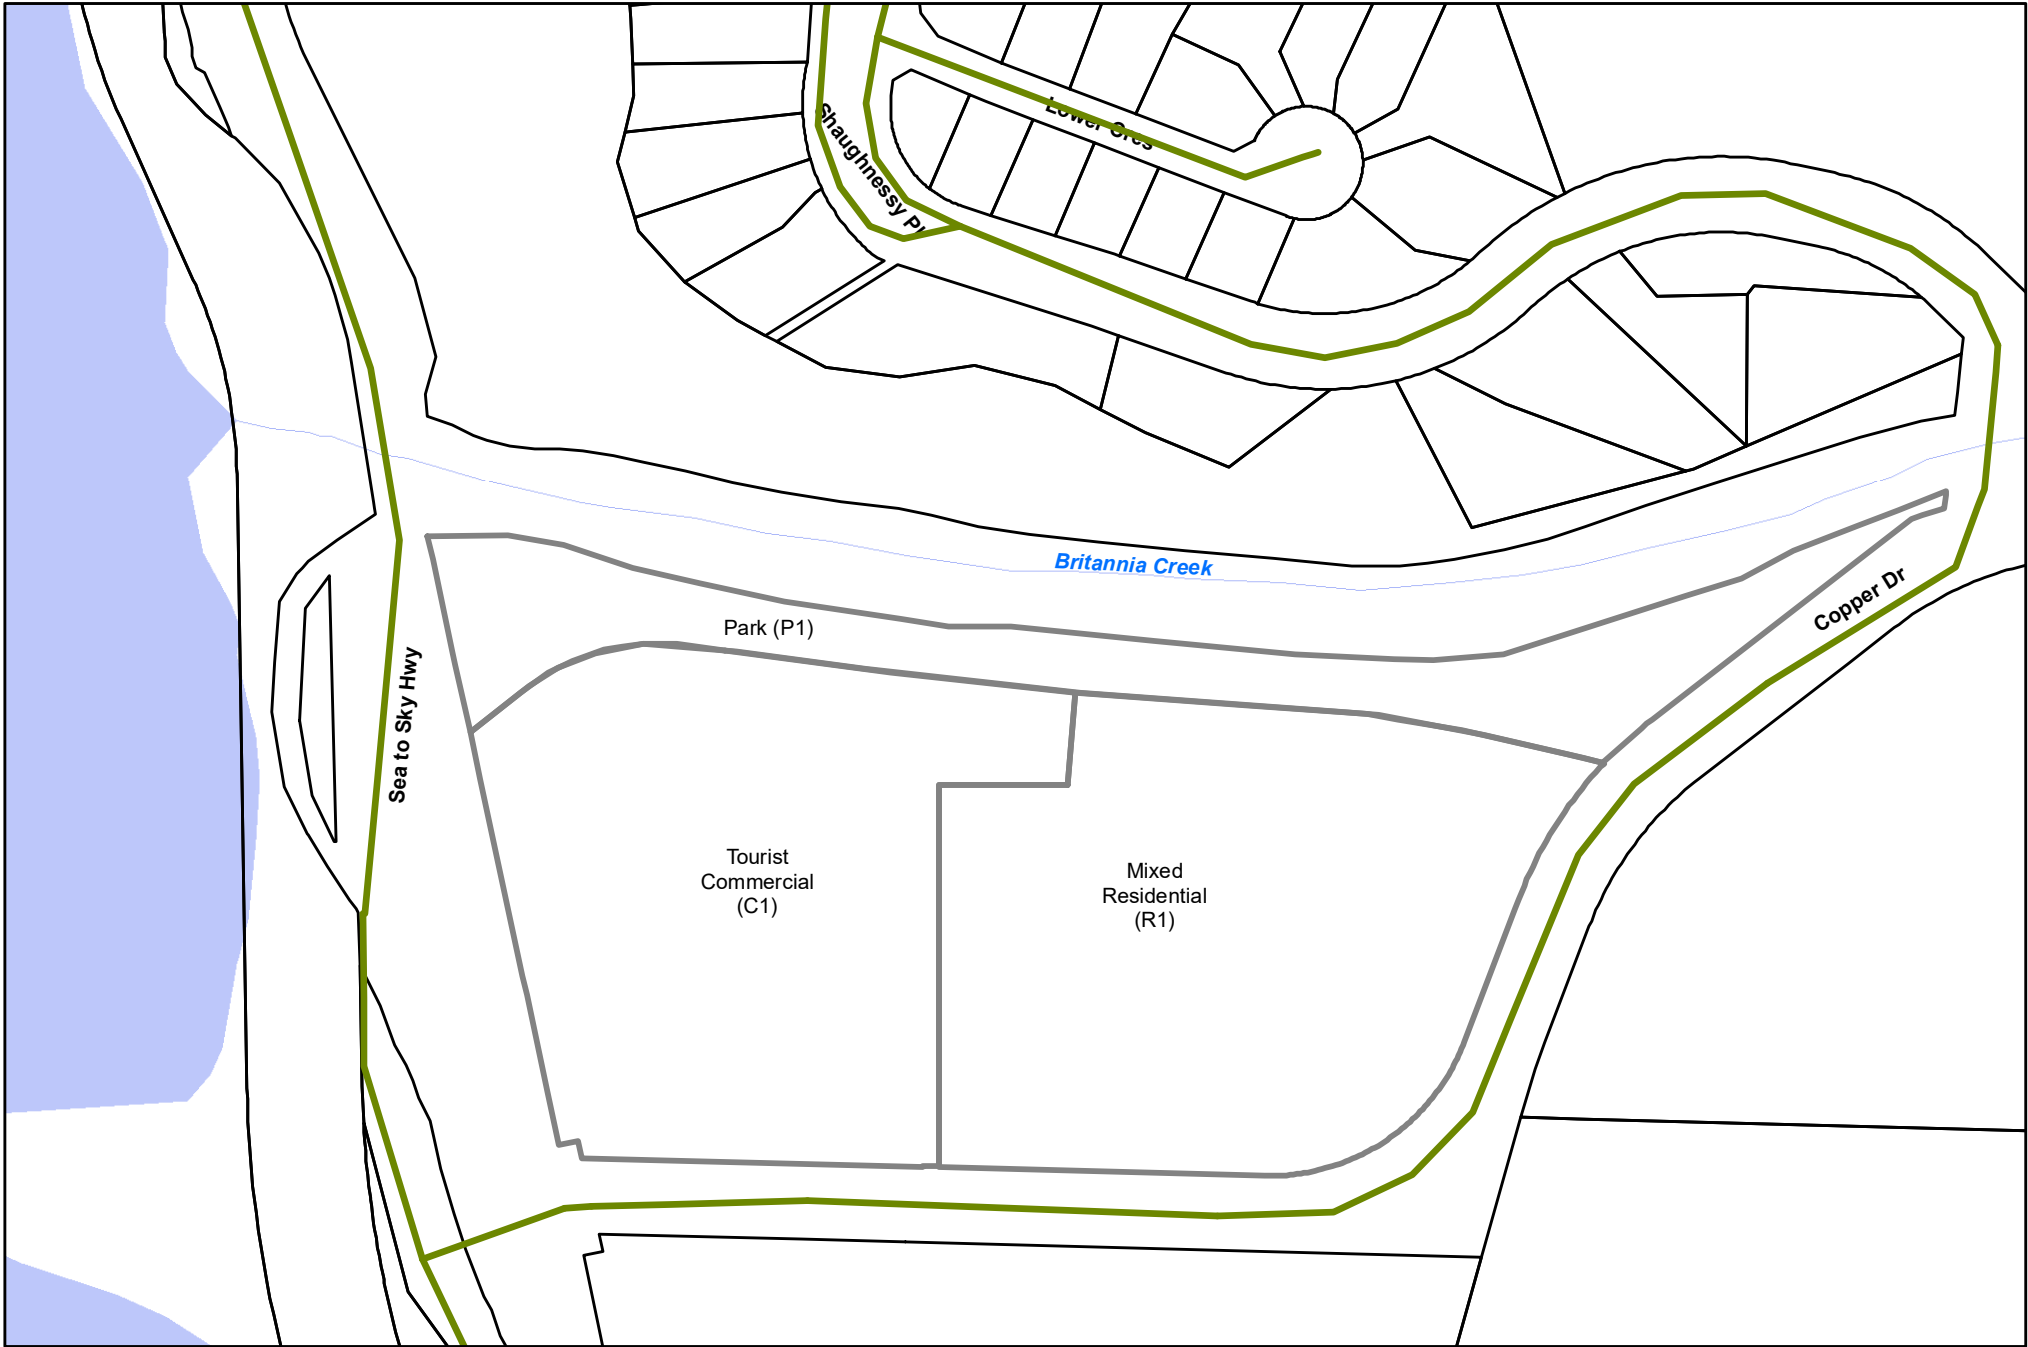 Lower Cres
Shaughnessy Pl
Britannia Creek
Copper Dr
Park (P1)
Sea to Sky Hwy
Tourist
Commercial
(C1)
Mixed
Residential
(R1)